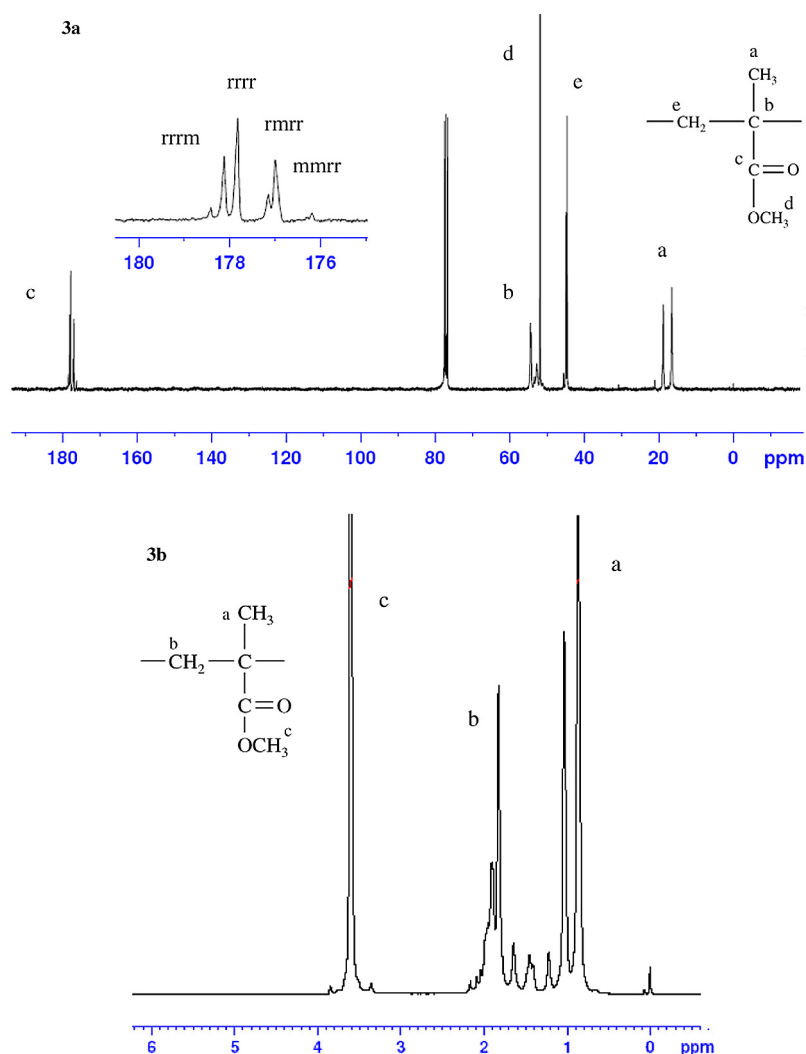 3a
d
a
rrrr
CH3
e
e
b
rrrm
rmrr
CH2
C
mmrr
c
C=O
d
OCH3
180 178 176
c
b
a
180 160 140 120 100 80 60 40 20 0 ppm
3b
a
c
a CH3
b
CH2
C
b
C=O
c
OCH3
6 5 4 3 2 1 0 ppm